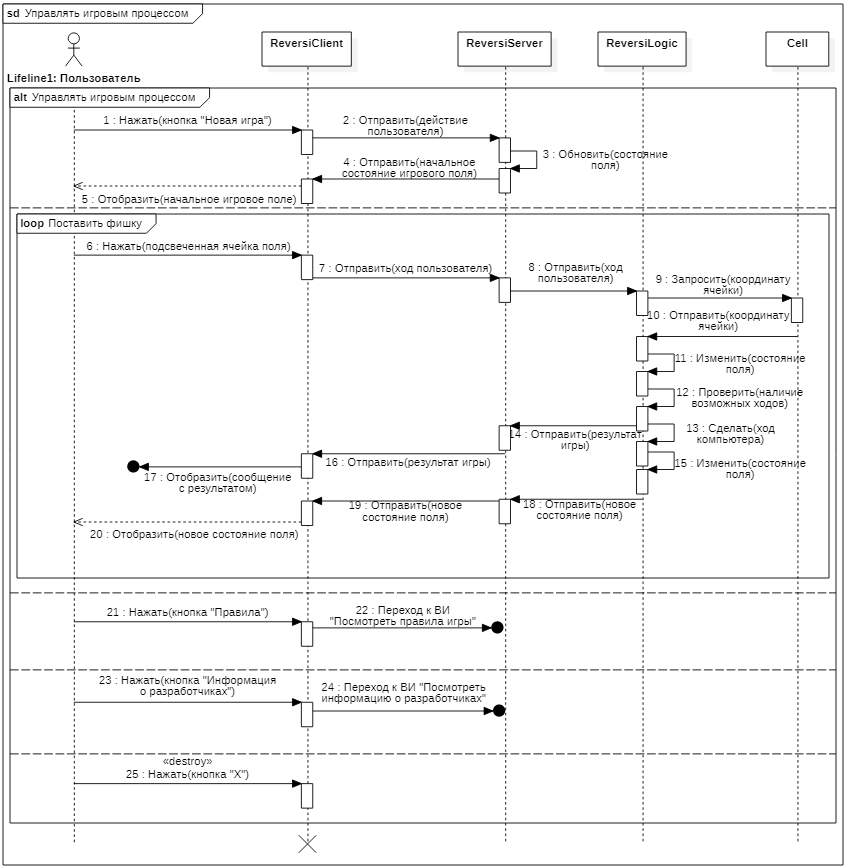 sd Управлять игровым процессом
ReversiClient
ReversiServer
ReversiLogic
Cell
Lifeline1: Пользователь
alt Управлять игровым процессом
1 : Нажать(кнопка "Новая игра")
2 : Отправить(действие
пользователя)
3 : Обновить(состояние
поля)
4 : Отправить(начальное
состояние игрового поля)
5 : Отобразить(начальное игровое поле)
loop Поставить фишку
6 : Нажать(подсвеченная ячейка поля)
7 : Отправить(ход пользователя)
8 : Отправить(ход
пользователя)
9 : Запросить(координату
ячейки)
10 : Отправить(координату
ячейки)
11 : Изменить(состояние
поля)
12 : Проверить(наличие
возможных ходов)
13 : Сделать(ход
компьютера)
14 : Отправить(результат
игры)
15 : Изменить(состояние
поля)
16 : Отправить(результат игры)
17 : Отобразить(сообщение
с результатом)
18 : Отправить(новое
состояние поля)
19 : Отправить(новое
состояние поля)
20 : Отобразить(новое состояние поля)
21 : Нажать(кнопка "Правила")
22 : Переход к ВИ
"Посмотреть правила игры"
23 : Нажать(кнопка "Информация
о разработчиках")
24 : Переход к ВИ "Посмотреть
информацию о разработчиках"
«destroy»
25 : Нажать(кнопка "X")